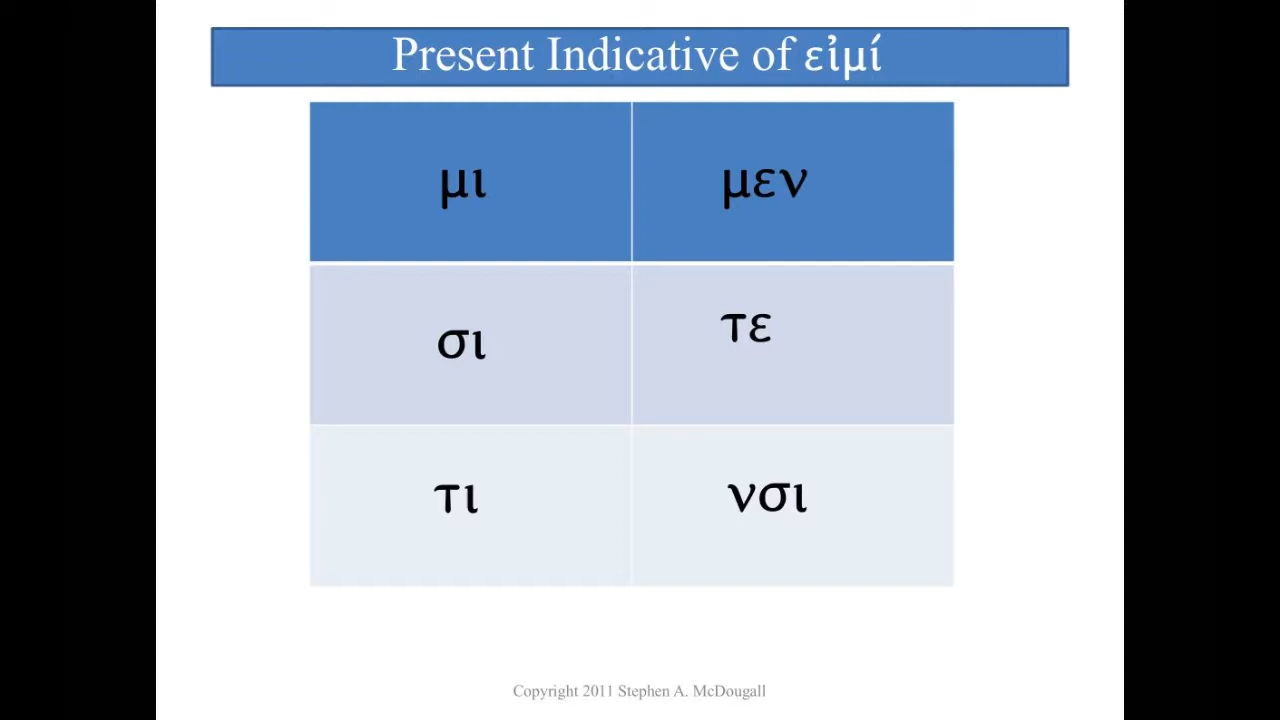 Present Indicative of εἰμί
μι μεν
σι τε
τι νσι
Copyright 2011 Stephen A. McDougall